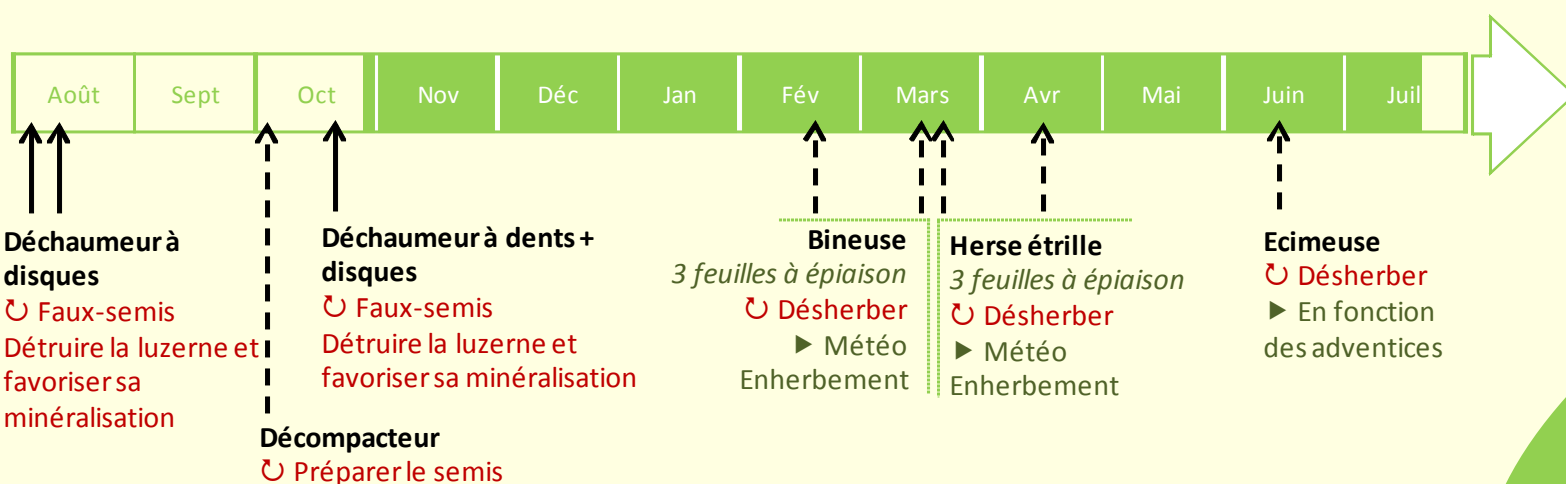 Août Sept Oct Nov Déc Jan Fév Mars Avr Mai Juin Juil
Déchaumeur à
disques
↻ Faux-semis
Détruire la luzerne et
favoriser sa
minéralisation
Décompacteur
↻ Préparer le semis
Déchaumeur à dents +
disques
↻ Faux-semis
Détruire la luzerne et
favoriser sa minéralisation
Bineuse
3 feuilles à épiaison
↻ Désherber
▶ Météo
Enherbement
Herse étrille
3 feuilles à épiaison
↻ Désherber
▶ Météo
Enherbement
Ecimeuse
↻ Désherber
▶ En fonction
des adventices